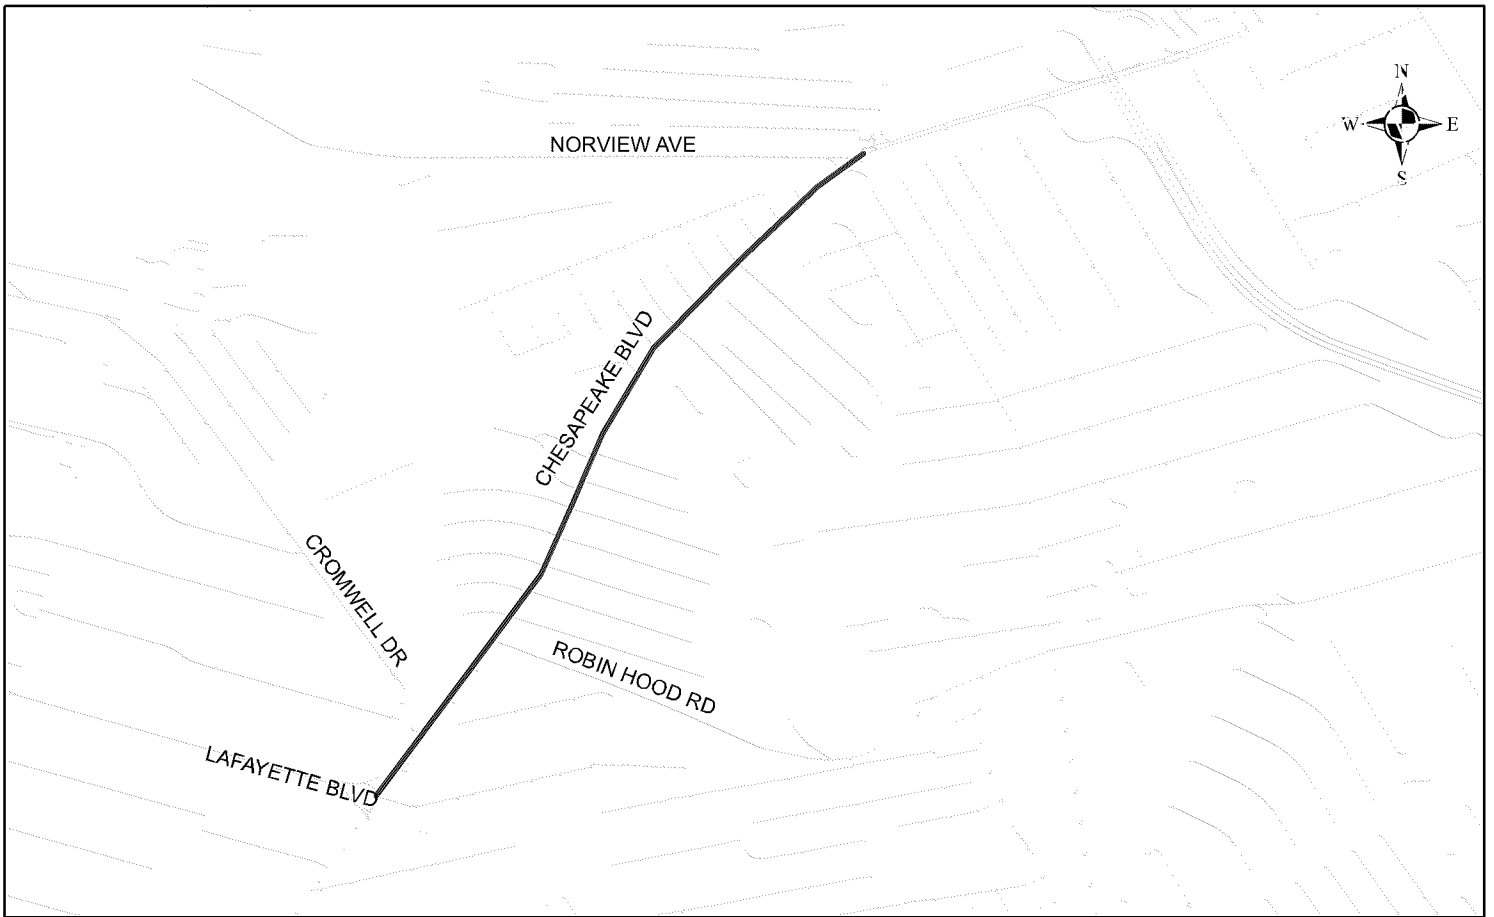 N
W E
S
NORVIEW AVE
CHESAPEAKE BLVD
CROMWELL DR
ROBIN HOOD RD
LAFAYETTE BLVD